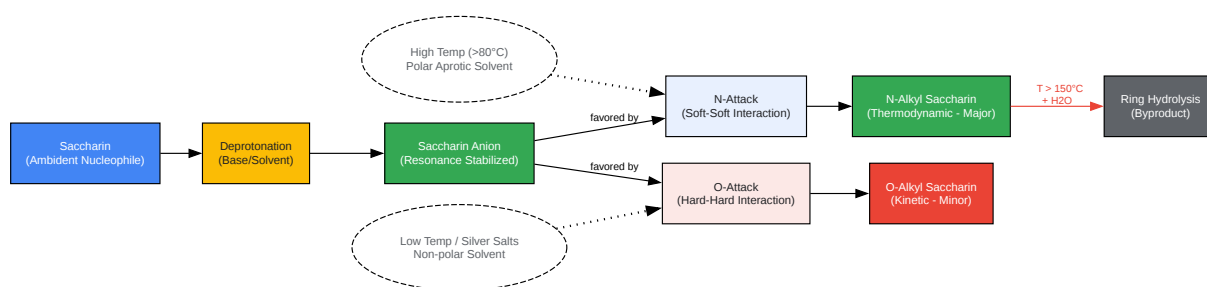 Saccharin
(Ambident Nucleophile)
Deprotonation
(Base/Solvent)
Saccharin Anion
(Resonance Stabilized)
High Temp (>80°C)
Polar Aprotic Solvent
Low Temp / Silver Salts
Non-polar Solvent
favored by
favored by
N-Attack
(Soft-Soft Interaction)
O-Attack
(Hard-Hard Interaction)
N-Alkyl Saccharin
(Thermodynamic - Major)
O-Alkyl Saccharin
(Kinetic - Minor)
T > 150°C
+ H2O
Ring Hydrolysis
(Byproduct)